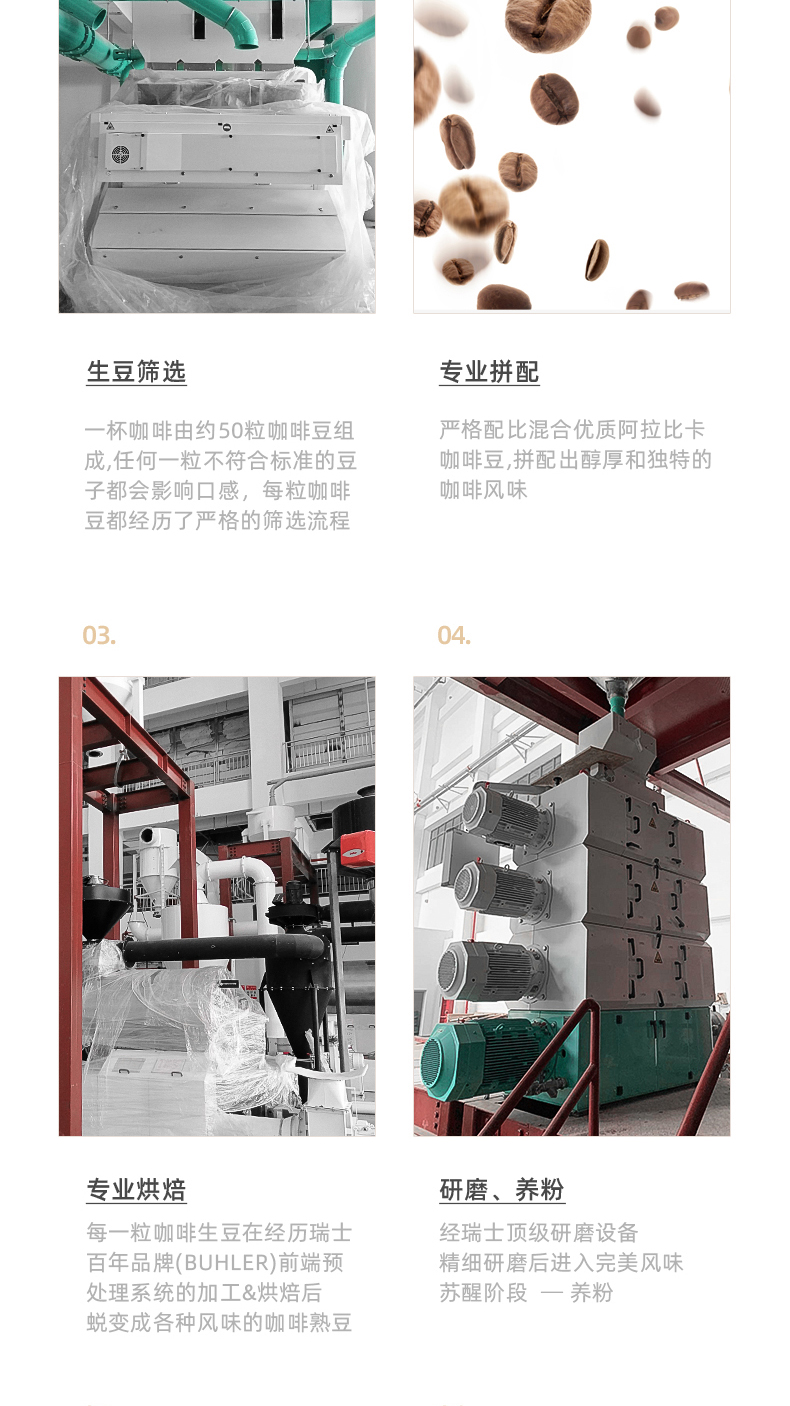 生豆筛选
一杯咖啡由约50粒咖啡豆组
成,任何一粒不符合标准的豆
子都会影响口感，每粒咖啡
豆都经历了严格的筛选流程
专业拼配
严格配比混合优质阿拉比卡
咖啡豆,拼配出醇厚和独特的
咖啡风味
03.
04.
专业烘焙
每一粒咖啡生豆在经历瑞士
百年品牌(BUHLER)前端预
处理系统的加工&烘焙后
蜕变成各种风味的咖啡熟豆
研磨、养粉
经瑞士顶级研磨设备
精细研磨后进入完美风味
苏醒阶段 — 养粉